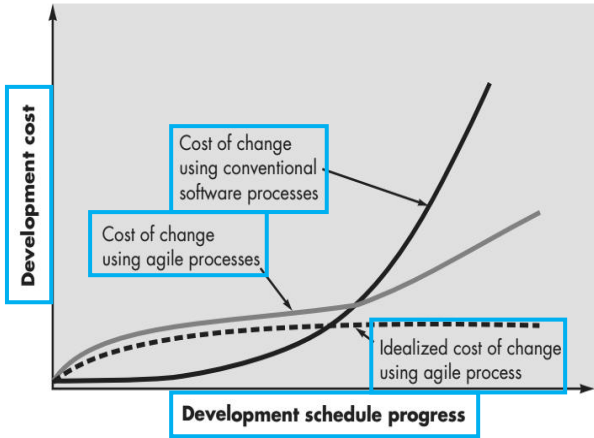 Development cost
Cost of change
using conventional
software processes
Cost of change
using agile processes
Idealized cost of change
using agile process
Development schedule progress